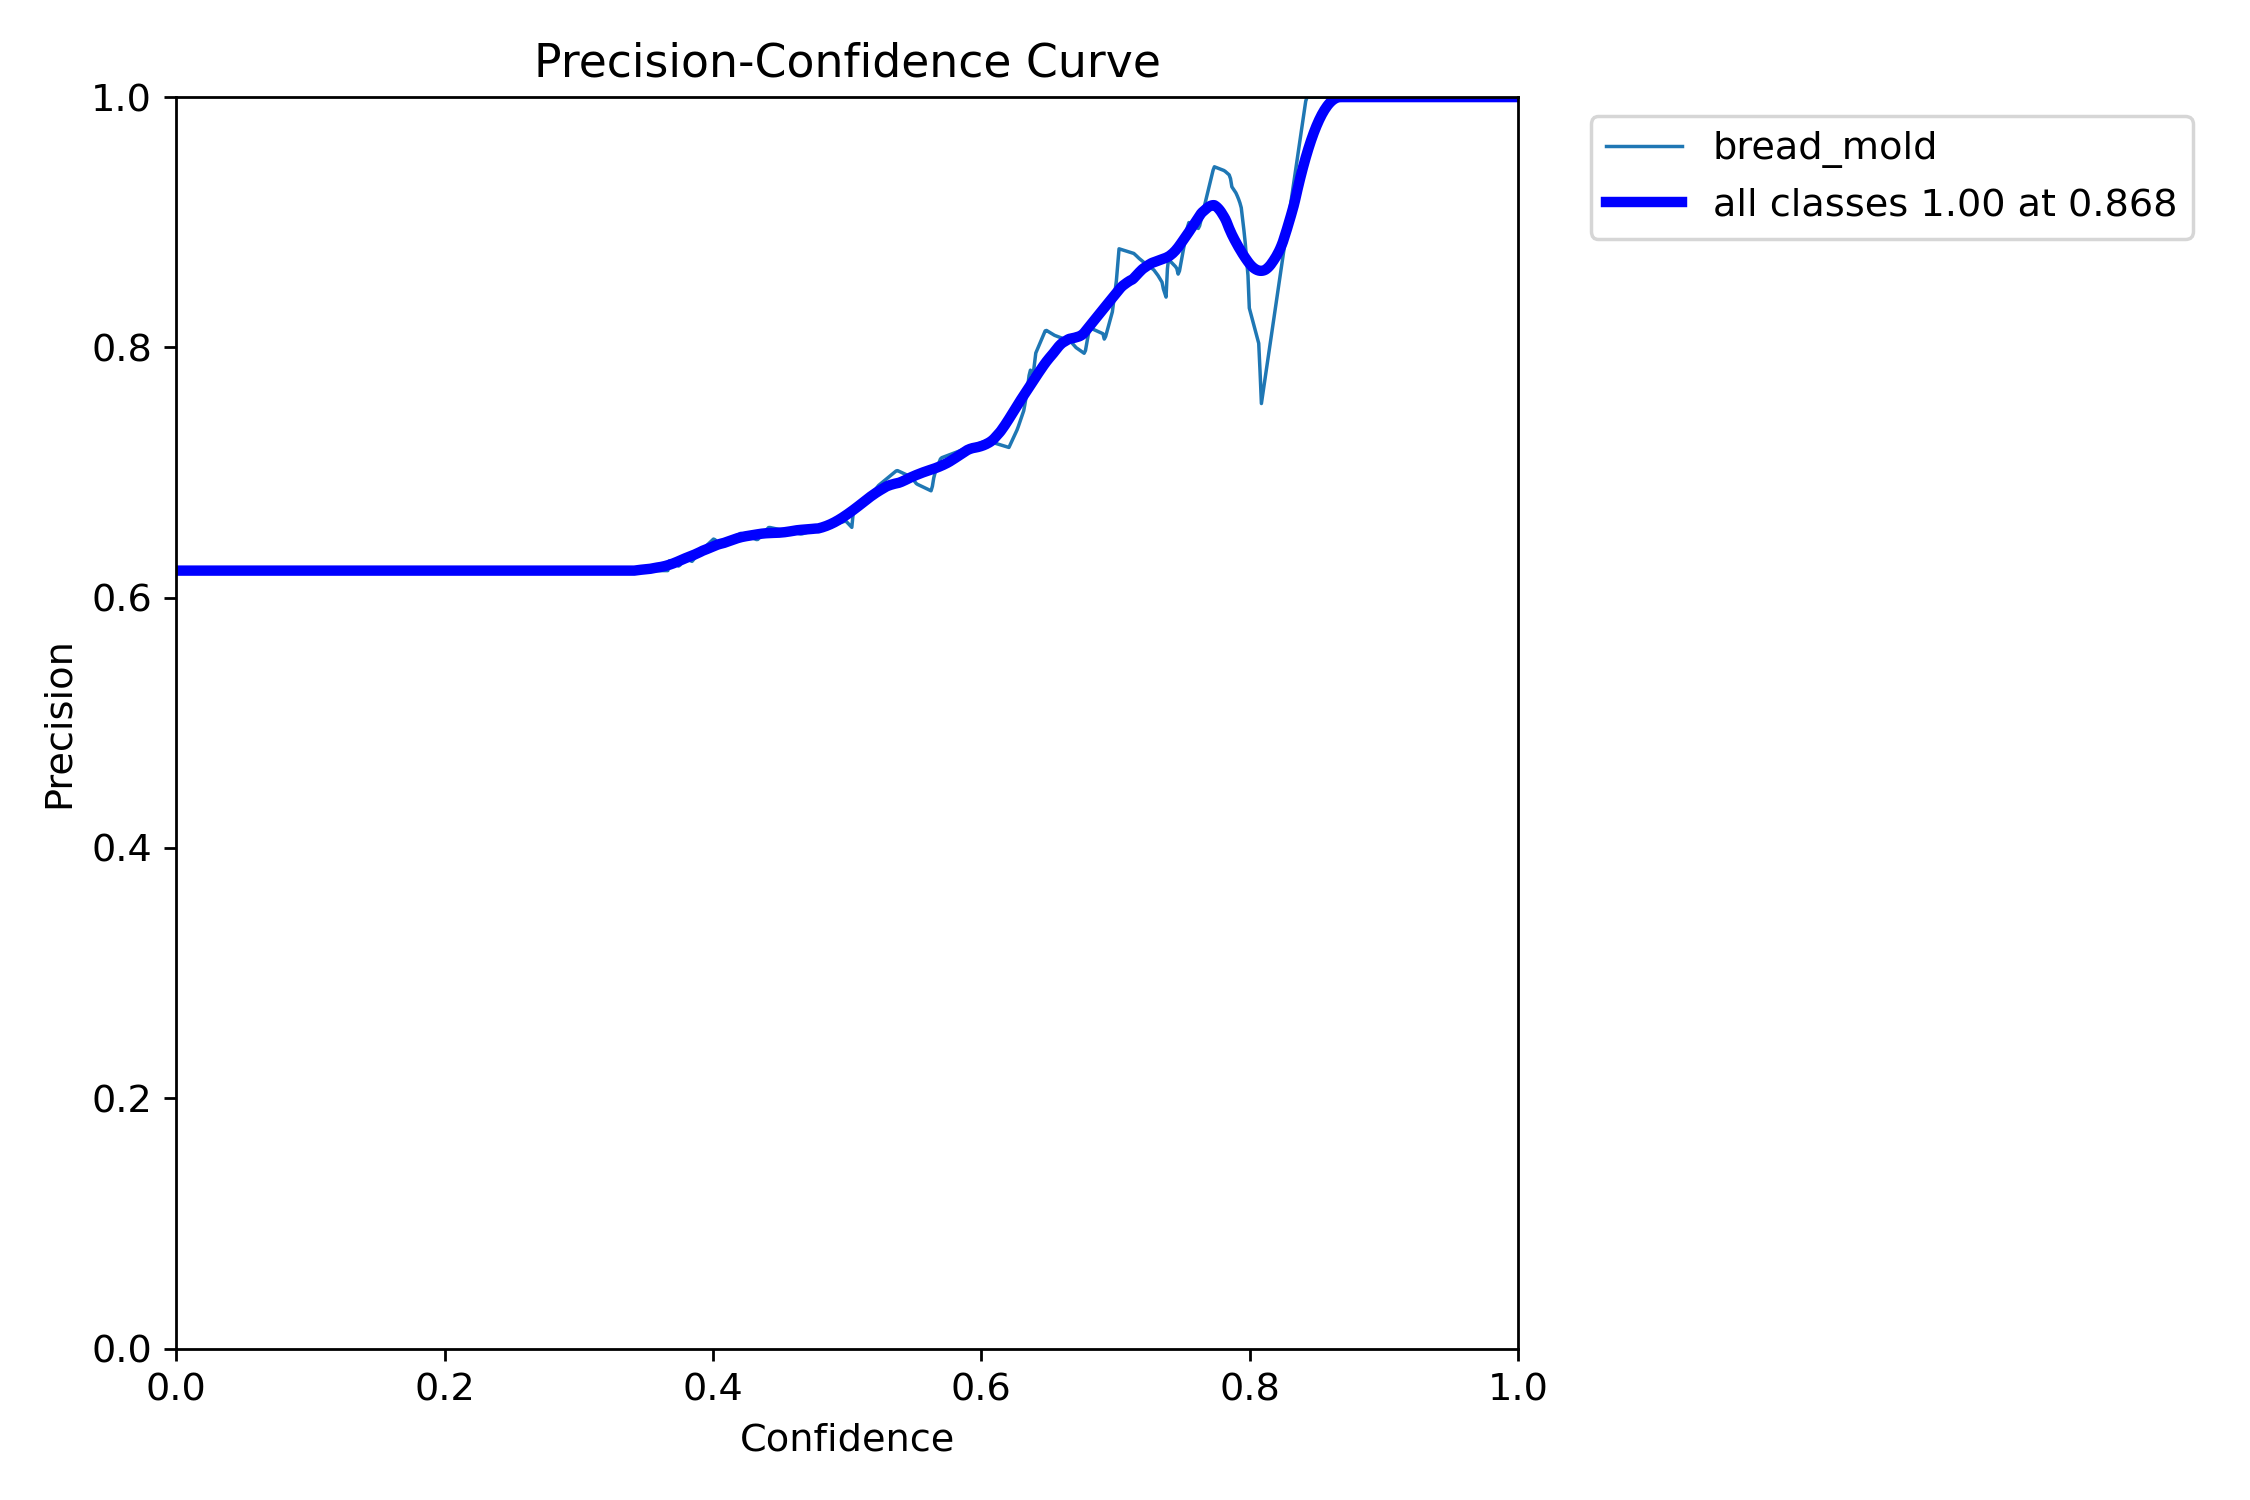 Precision-Confidence Curve
1.0
0.8
0.6
0.4
0.2
0.0
Precision
0.0 0.2 0.4 0.6 0.8 1.0
Confidence
bread_mold
all classes 1.00 at 0.868